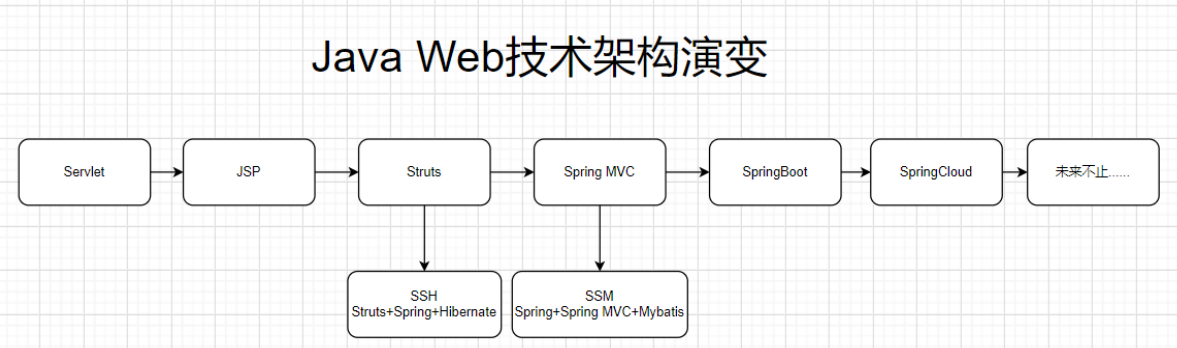 Java Web技术架构演变
Servlet
JSP
Struts
Spring MVC
SpringBoot
SpringCloud
未来不止......
SSH
Struts+Spring+Hibernate
SSM
Spring+Spring MVC+Mybatis